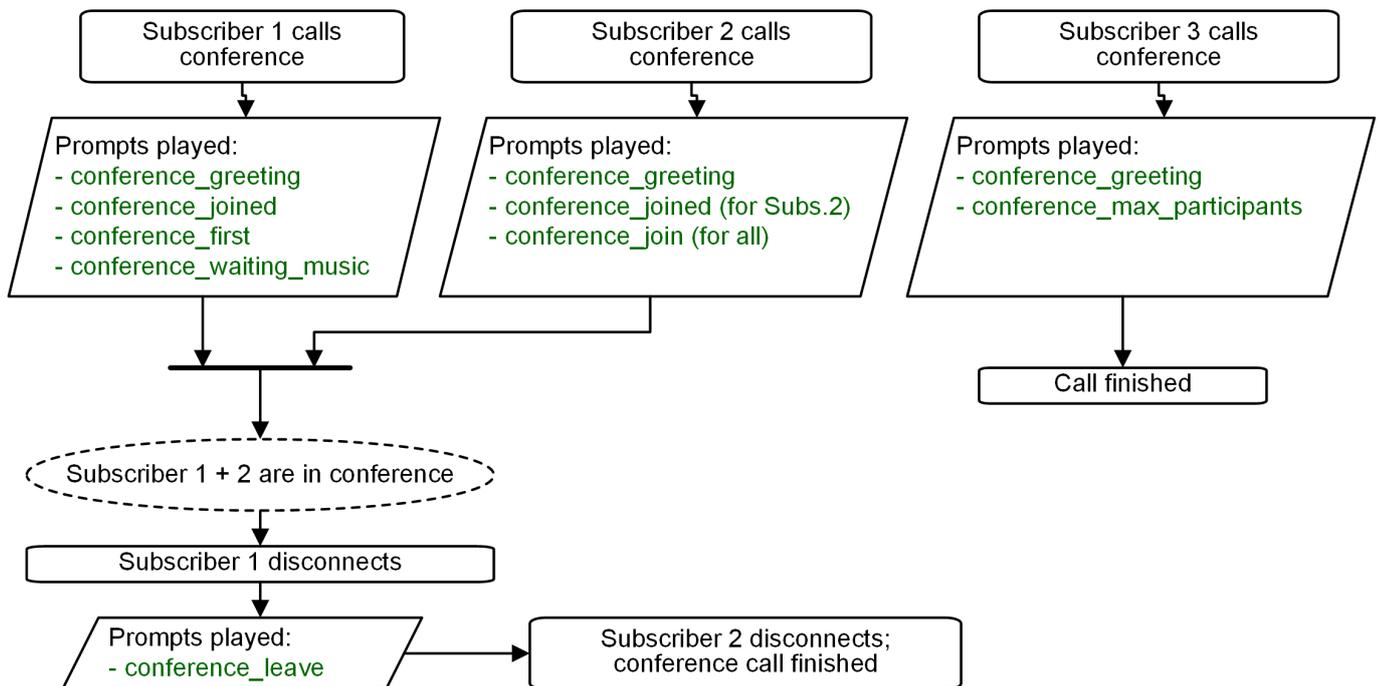 Subscriber 1 calls
conference
Subscriber 2 calls
conference
Subscriber 3 calls
conference
Prompts played:
- conference_greeting
- conference_joined
- conference_first
- conference_waiting_music
Prompts played:
- conference_greeting
- conference_joined (for Subs.2)
- conference_join (for all)
Prompts played:
- conference_greeting
- conference_max_participants
Call finished
Subscriber 1 + 2 are in conference
Subscriber 1 disconnects
Prompts played:
- conference_leave
Subscriber 2 disconnects;
conference call finished